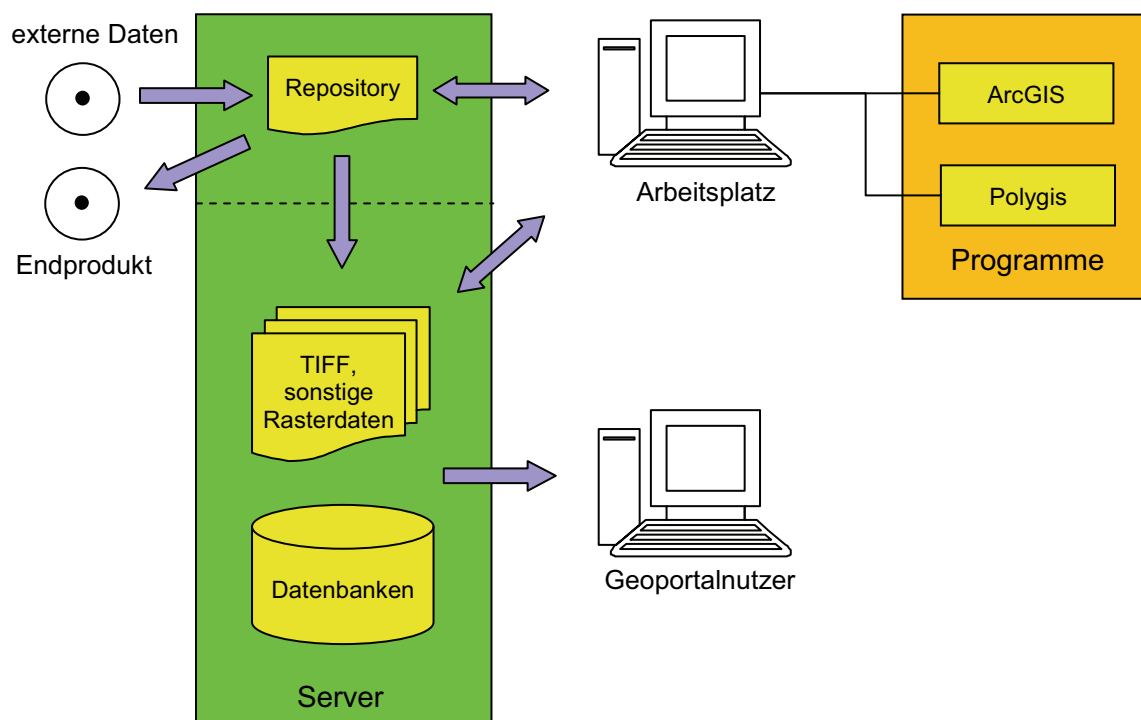 externe Daten
Repository
ArcGIS
Arbeitsplatz
Polygis
Endprodukt
Programme
TIFF,
sonstige
Rasterdaten
Datenbanken
Geoportalnutzer
Server